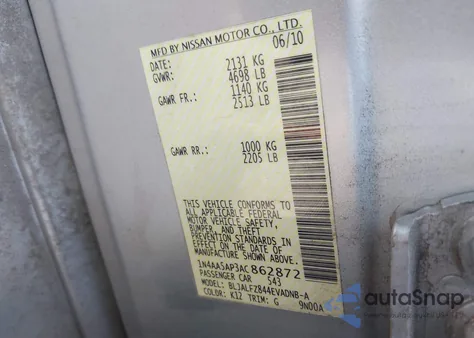 MFD BY NISSAN MOTOR CO., LTD.
DATE: 06/10
GVWR: 2131 KG
4698 LB
GAWR FR.: 1140 KG
2513 LB
GAWR RR.: 1000 KG
2205 LB
THIS VEHICLE CONFORMS TO
ALL APPLICABLE FEDERAL
MOTOR VEHICLE SAFETY,
BUMPER, AND THEFT
PREVENTION STANDARDS IN
EFFECT ON THE DATE OF
MANUFACTURE SHOWN ABOVE.
1N4AA5AP3AC862872
PASSENGER CAR S43
MODEL: BLJALFZ844EVADNB-A
COLOR: K12 TRIM: G 9N00A
autoSnap